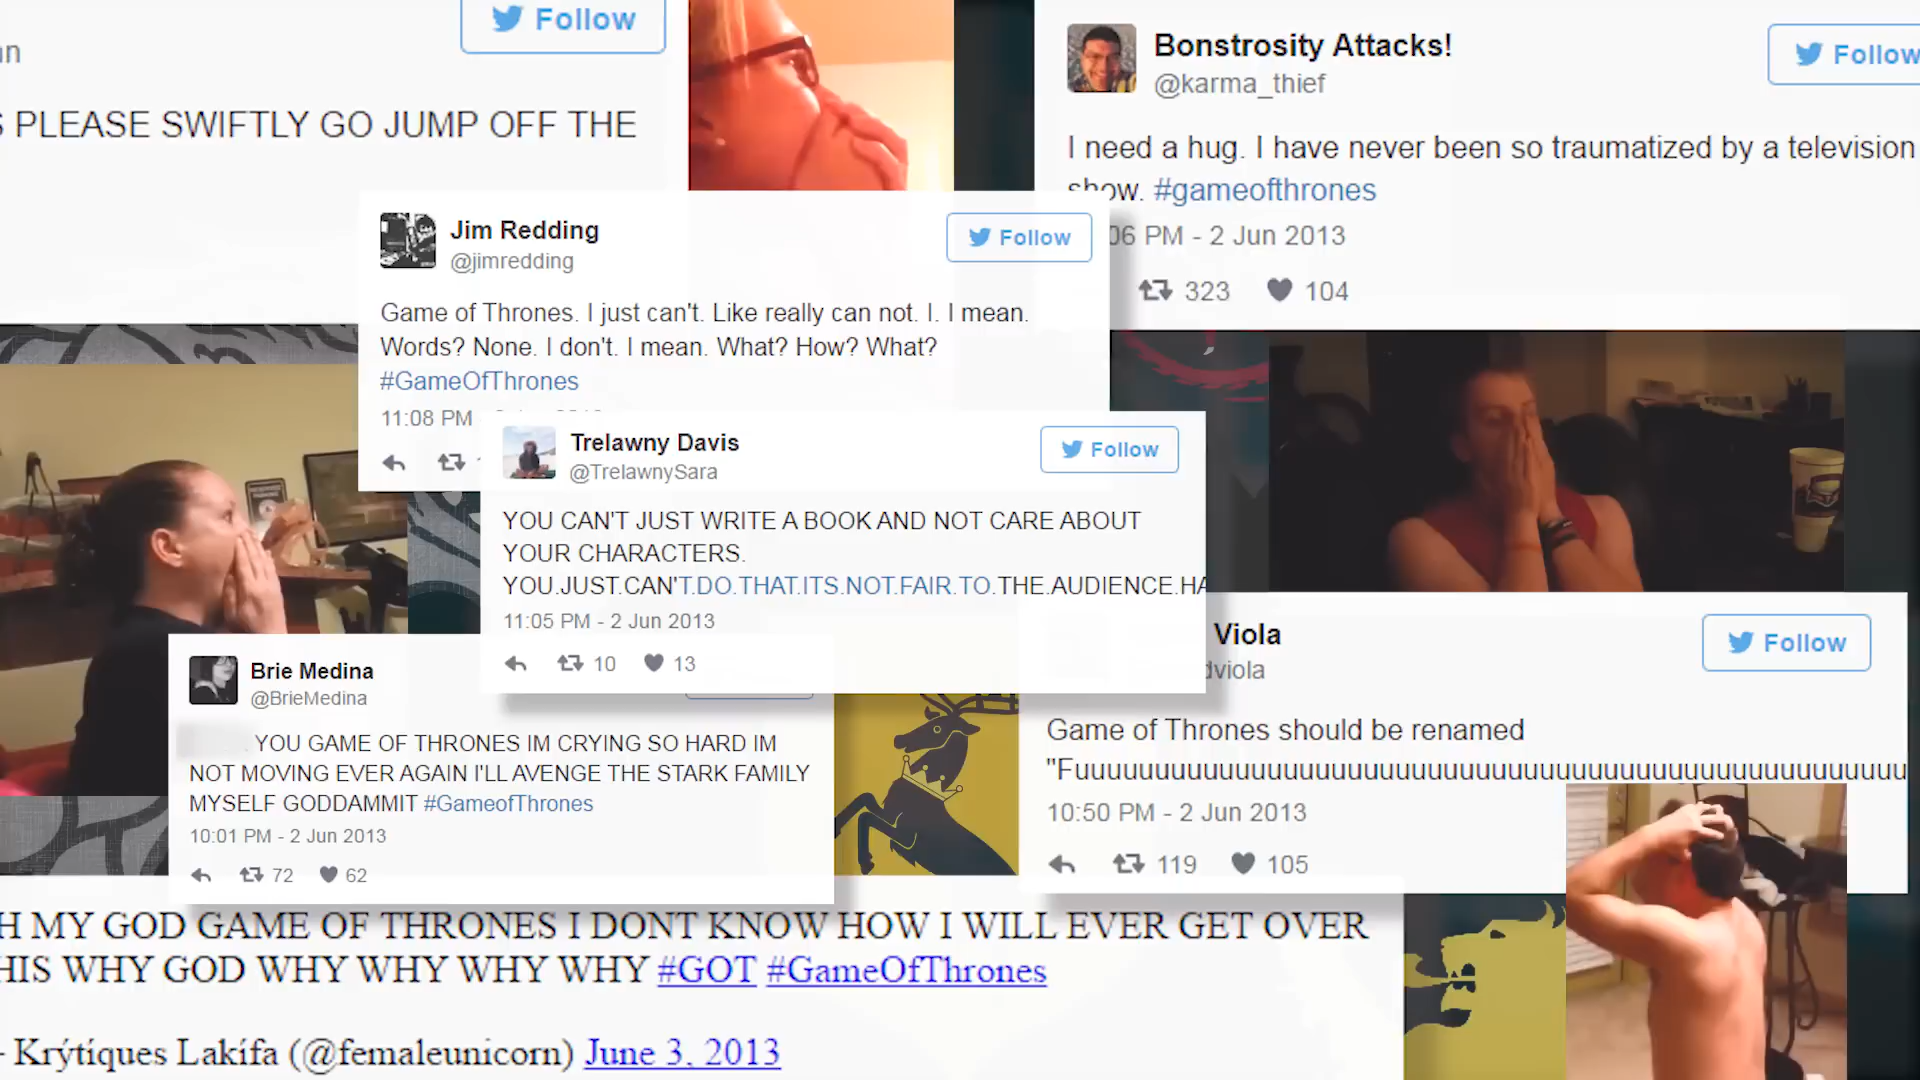 Follow
PLEASE SWIFTLY GO JUMP OFF THE
Bonstrosity Attacks!
@karma_thief
Follow
I need a hug. I have never been so traumatized by a television
show. #gameofthrones
06 PM - 2 Jun 2013
323 104
Jim Redding
@jimredding
Follow
Game of Thrones. I just can't. Like really can not. I. I mean.
Words? None. I don't. I mean. What? How? What?
#GameOfThrones
11:08 PM
Trelawny Davis
@TrelawnySara
Follow
YOU CAN'T JUST WRITE A BOOK AND NOT CARE ABOUT
YOUR CHARACTERS.
YOU.JUST.CAN'T.DO.THAT.ITS.NOT.FAIR.TO.THE.AUDIENCE.HA
11:05 PM - 2 Jun 2013
10 13
Viola
dviola
Follow
Game of Thrones should be renamed
"Fuuuuuuuuuuuuuuuuuuuuuuuuuuuuuuuuuuuuuuuuuuuuuuuuuuuu
10:50 PM - 2 Jun 2013
119 105
Brie Medina
@BrieMedina
YOU GAME OF THRONES IM CRYING SO HARD IM
NOT MOVING EVER AGAIN I'LL AVENGE THE STARK FAMILY
MYSELF GODDAMMIT #GameofThrones
10:01 PM - 2 Jun 2013
72 62
H MY GOD GAME OF THRONES I DONT KNOW HOW I WILL EVER GET OVER
HIS WHY GOD WHY WHY WHY WHY #GOT #GameOfThrones
- Krýtíques Lakífa (@femaleunicorn) June 3, 2013